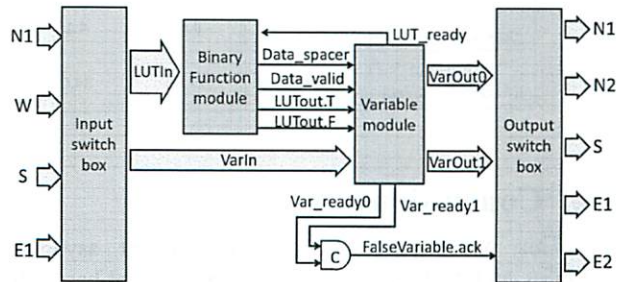 N1
W
S
E1
Input
switch
box
LUTIn
Binary
Function
module
LUT_ready
Data_spacer
Data_valid
LUTout.T
LUTout.F
VarIn
Variable
module
VarOut0
VarOut1
Var_ready0
Var_ready1
C
FalseVariable.ack
Output
switch
box
N1
N2
S
E1
E2